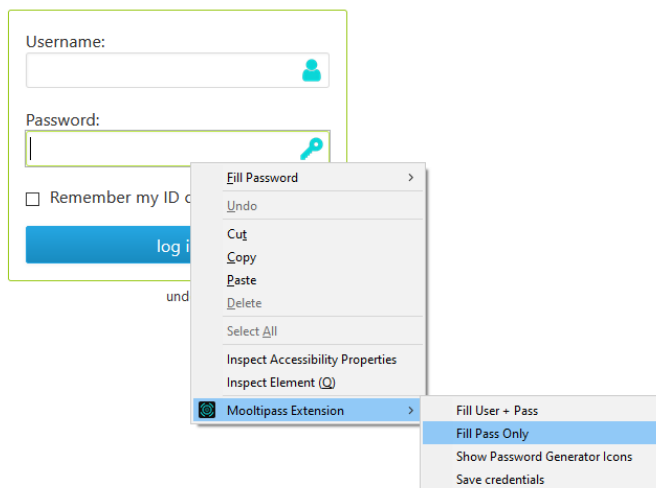 Username:
Password:
Remember my ID
log i
und
Fill Password
Undo
Cut
Copy
Paste
Delete
Select All
Inspect Accessibility Properties
Inspect Element (Q)
Mooltipass Extension
Fill User + Pass
Fill Pass Only
Show Password Generator Icons
Save credentials